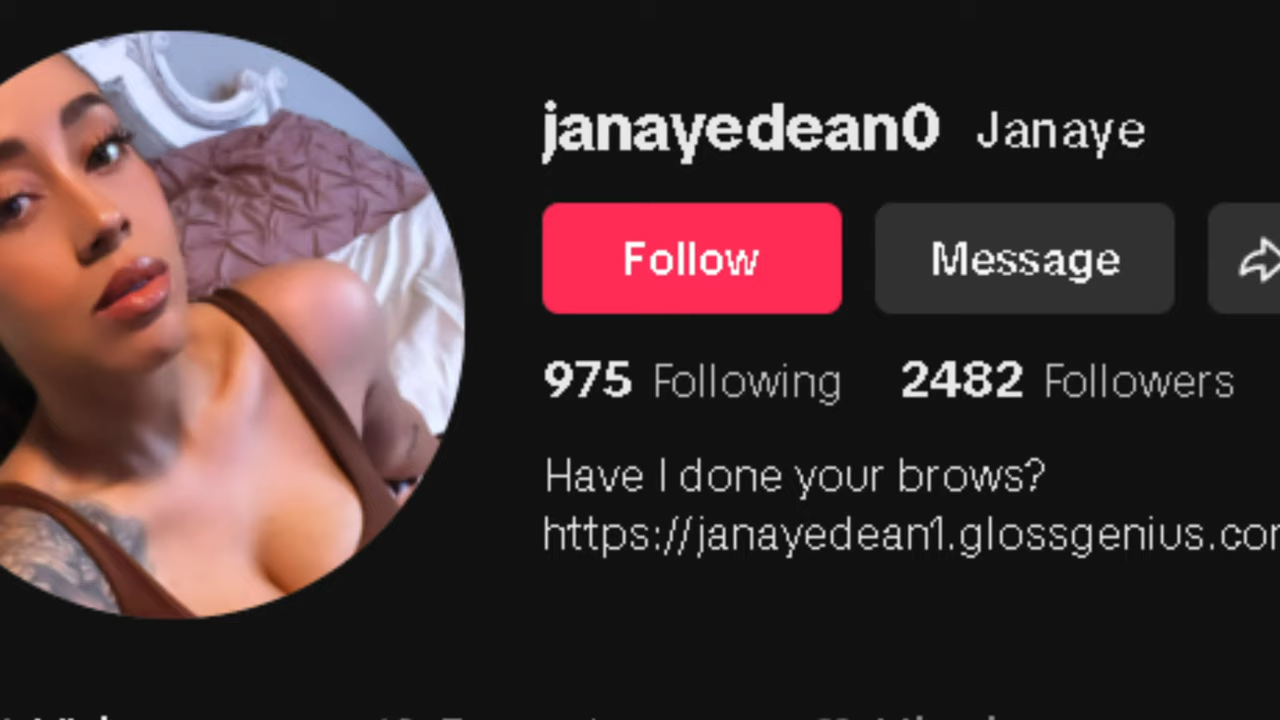 janayedean0 Janaye
Follow Message
975 Following 2482 Followers
Have I done your brows?
https://janayedean1.glossgenius.co